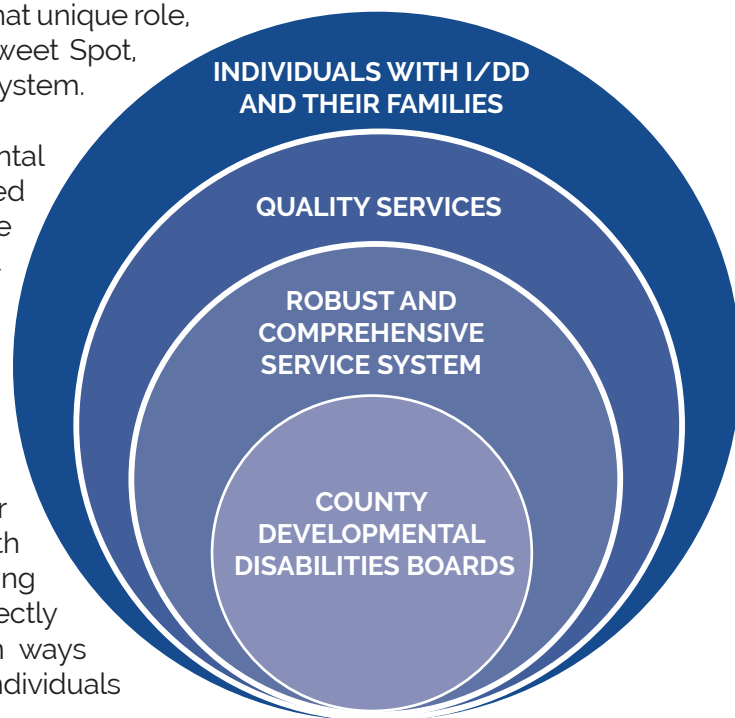 hat unique role,
weet Spot,
ystem.
ntal
ed
e
r
th
ing
ectly
n ways
ndividuals
INDIVIDUALS WITH I/DD
AND THEIR FAMILIES
QUALITY SERVICES
ROBUST AND
COMPREHENSIVE
SERVICE SYSTEM
COUNTY
DEVELOPMENTAL
DISABILITIES BOARDS